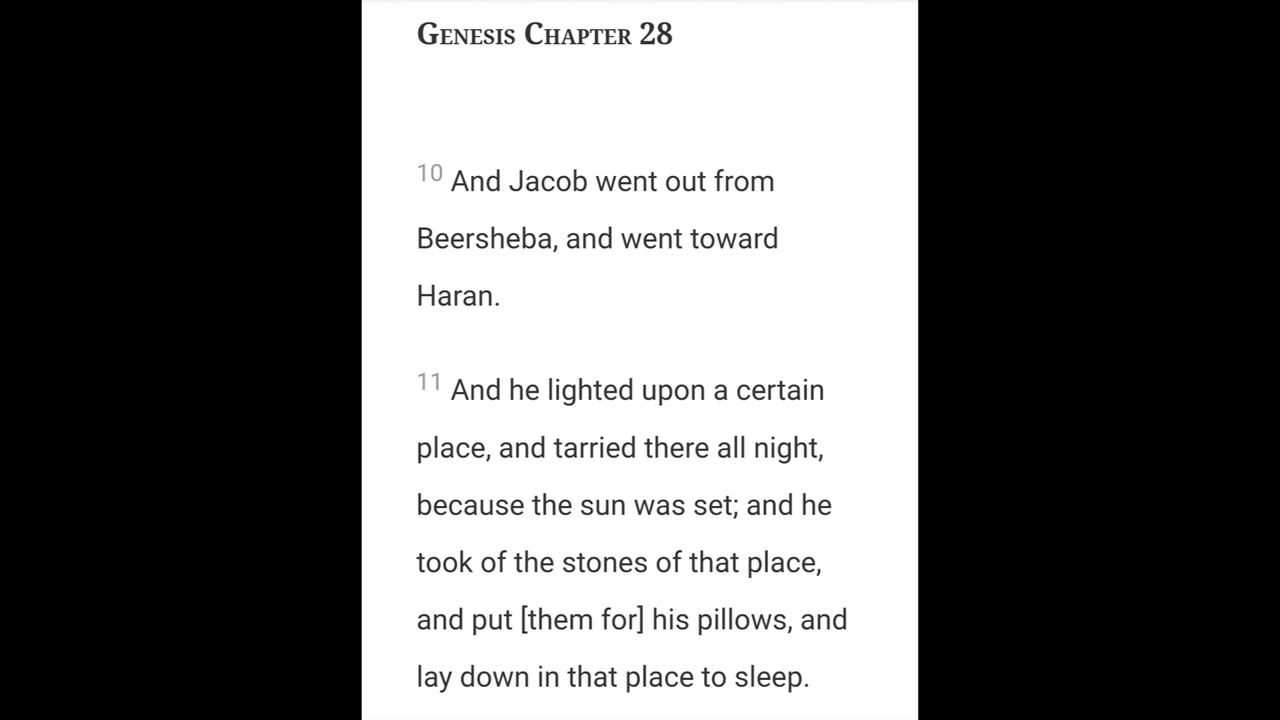 Genesis Chapter 28
10 And Jacob went out from
Beersheba, and went toward
Haran.
11 And he lighted upon a certain
place, and tarried there all night,
because the sun was set; and he
took of the stones of that place,
and put [them for] his pillows, and
lay down in that place to sleep.